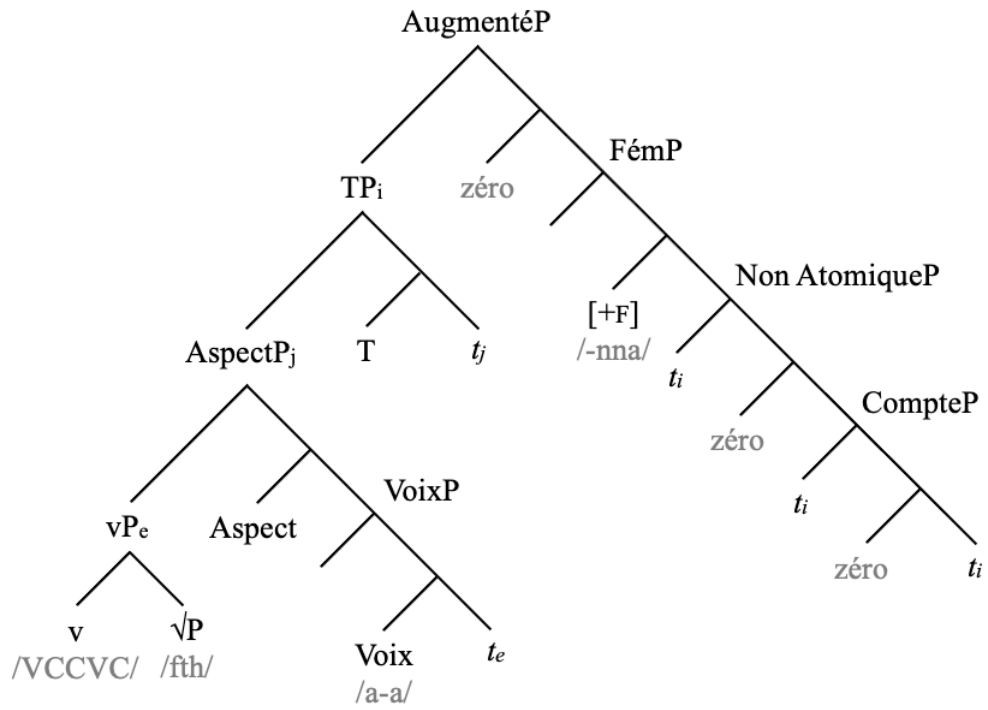 AugmentéP
TPi zéro FémP
AspectPj T tj [+F] Non AtomiqueP
/-nna/ ti
vPe Aspect VoixP zéro CompteP
ti
v √P zéro ti
/VCCVC/ /fth/ Voix te
/a-a/